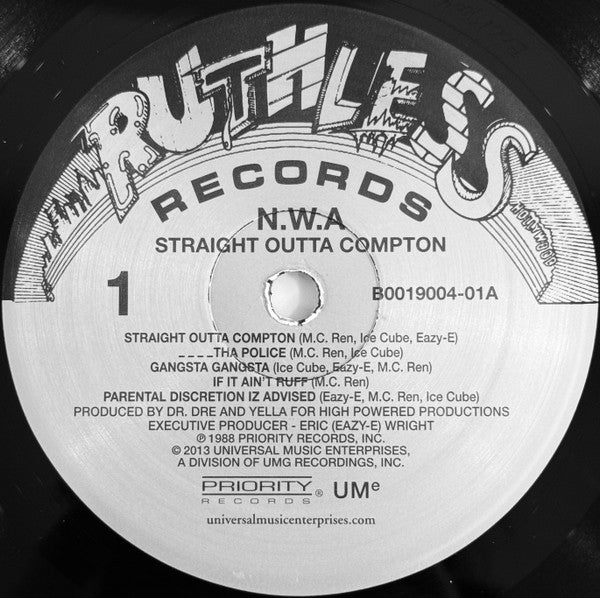 RUTHLESS
RECORDS
N.W.A
STRAIGHT OUTTA COMPTON
1
B0019004-01A
STRAIGHT OUTTA COMPTON (M.C. Ren, Ice Cube, Eazy-E)
_ _ _ _ THA POLICE (M.C. Ren, Ice Cube)
GANGSTA GANGSTA (Ice Cube, Eazy-E, M.C. Ren)
IF IT AIN'T RUFF (M.C. Ren)
PARENTAL DISCRETION IZ ADVISED (Eazy-E, M.C. Ren, Ice Cube)
PRODUCED BY DR. DRE AND YELLA FOR HIGH POWERED PRODUCTIONS
EXECUTIVE PRODUCER - ERIC (EAZY-E) WRIGHT
℗ 1988 PRIORITY RECORDS, INC.
© 2013 UNIVERSAL MUSIC ENTERPRISES,
A DIVISION OF UMG RECORDINGS, INC.
PRIORITY
RECORDS ® UMe
universalmusicenterprises.com